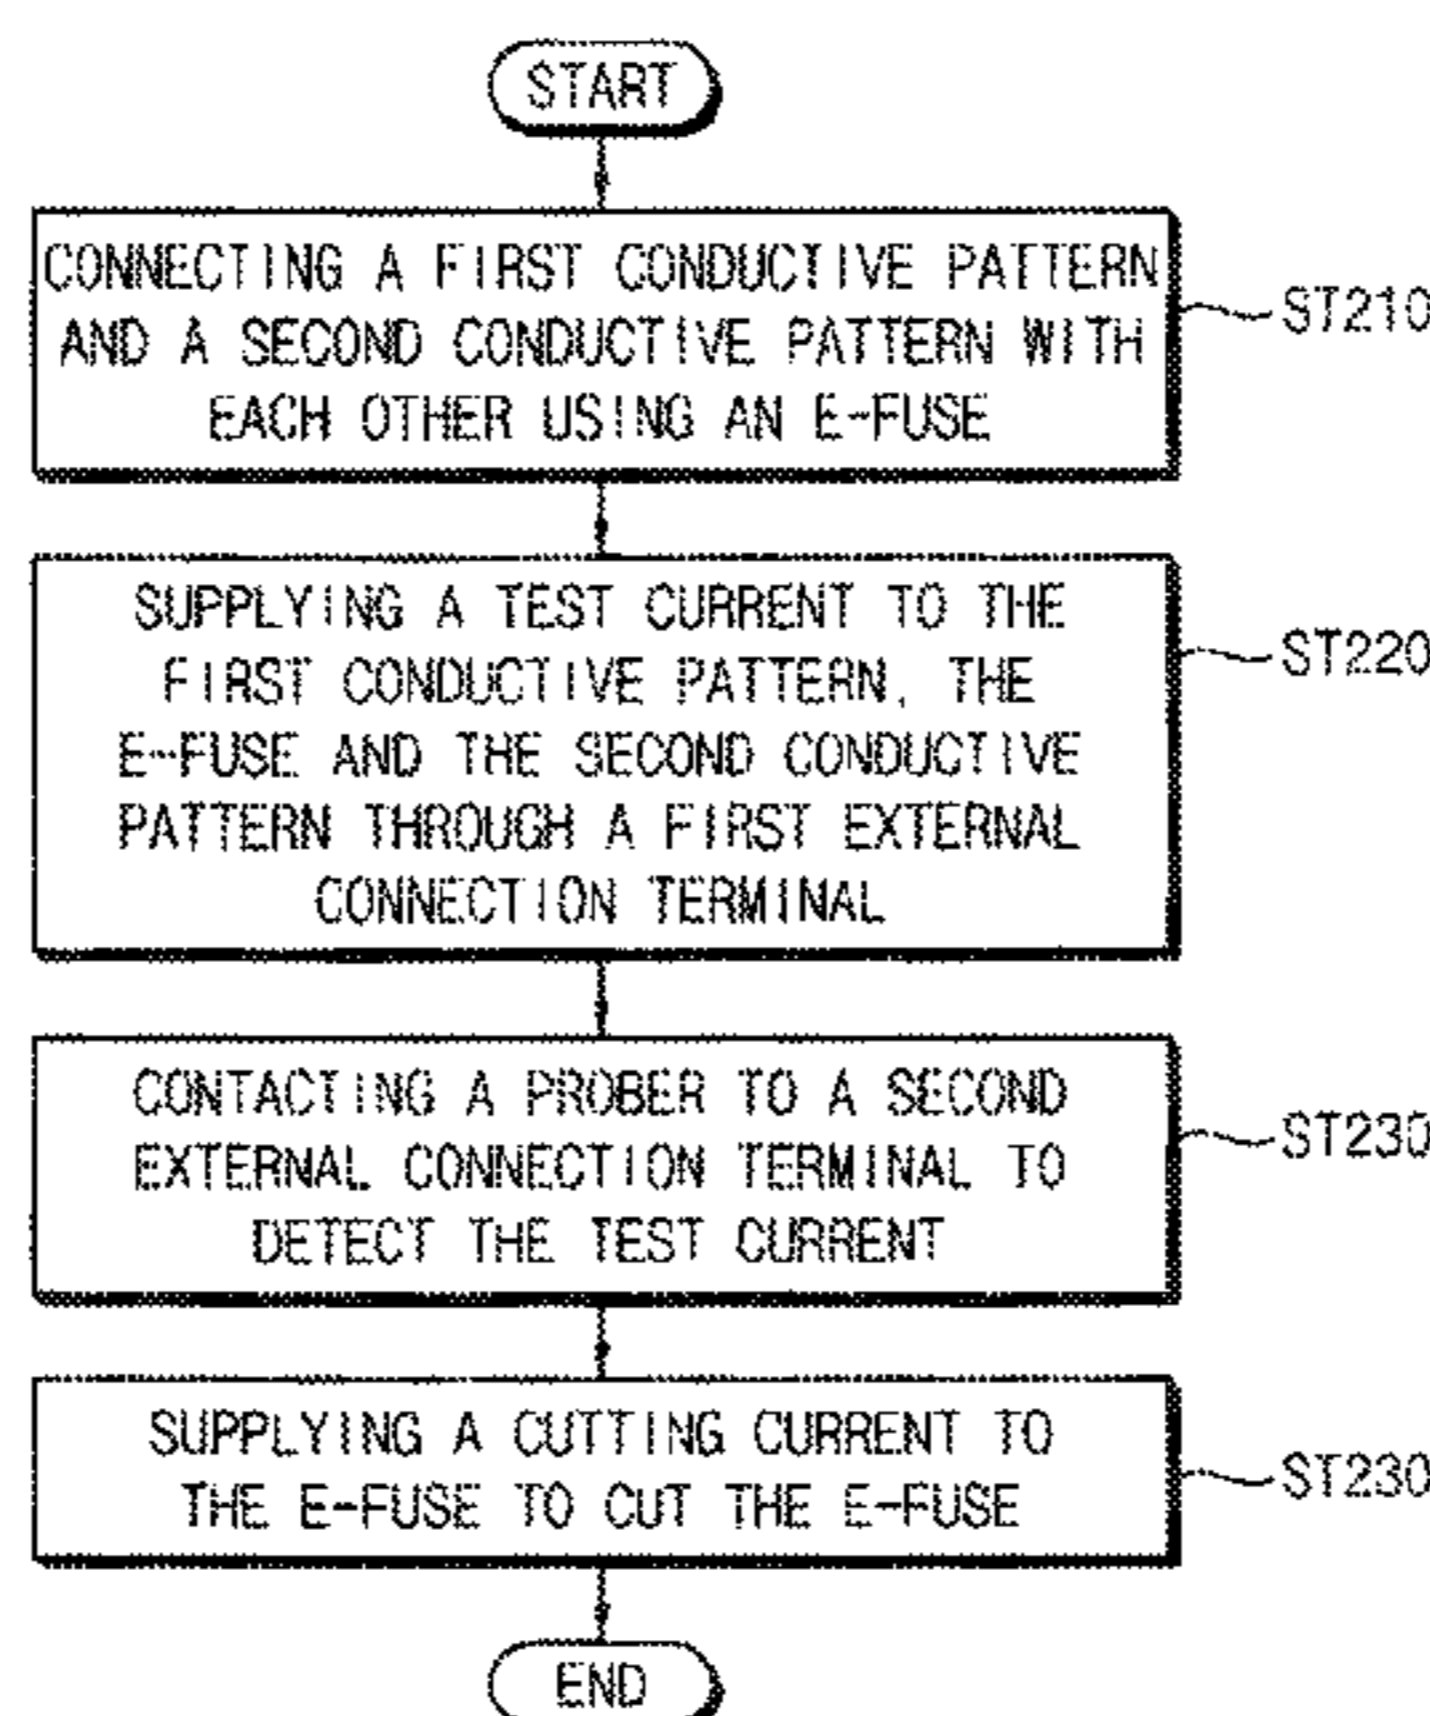 START
CONNECTING A FIRST CONDUCTIVE PATTERN
AND A SECOND CONDUCTIVE PATTERN WITH
EACH OTHER USING AN E-FUSE
ST210
SUPPLYING A TEST CURRENT TO THE
FIRST CONDUCTIVE PATTERN, THE
E-FUSE AND THE SECOND CONDUCTIVE
PATTERN THROUGH A FIRST EXTERNAL
CONNECTION TERMINAL
ST220
CONTACTING A PROBER TO A SECOND
EXTERNAL CONNECTION TERMINAL TO
DETECT THE TEST CURRENT
ST230
SUPPLYING A CUTTING CURRENT TO
THE E-FUSE TO CUT THE E-FUSE
ST230
END